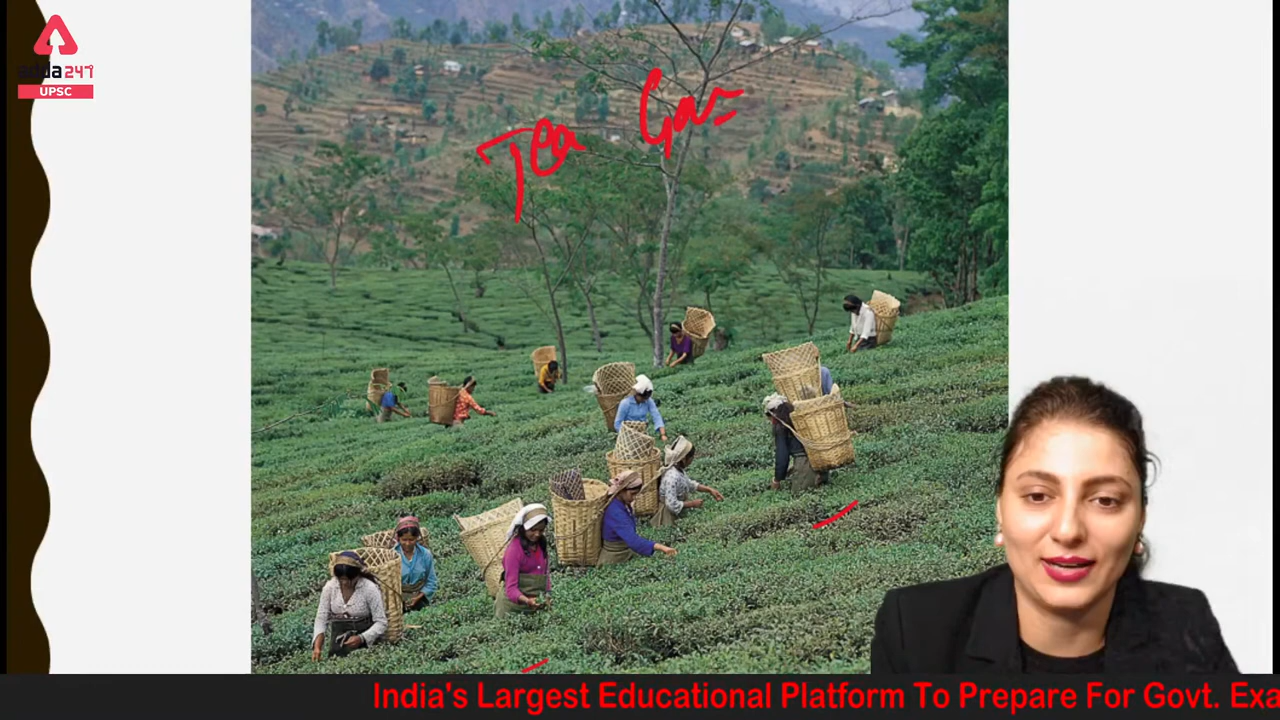 adda247
UPSC
Tea Gar
India's Largest Educational Platform To Prepare For Govt. Exa